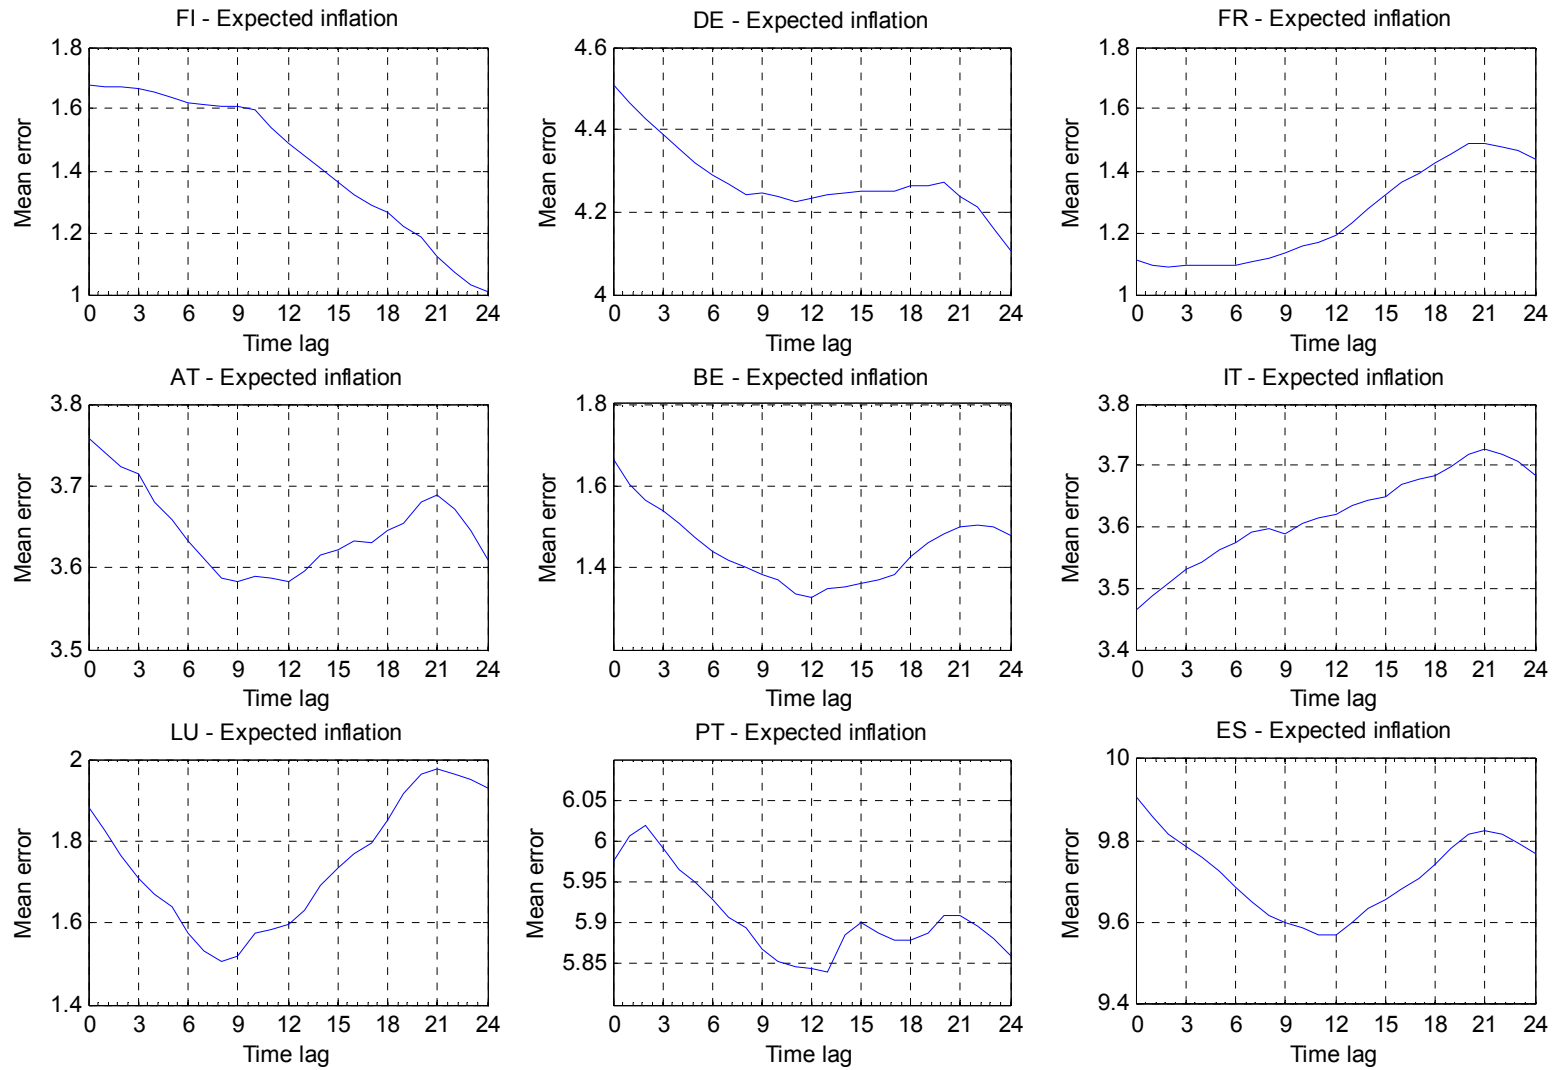 FI - Expected inflation
DE - Expected inflation
FR - Expected inflation
1.8
1.6
1.4
1.2
1
Mean error
0 3 6 9 12 15 18 21 24
Time lag
4.6
4.4
4.2
4
Mean error
0 3 6 9 12 15 18 21 24
Time lag
1.8
1.6
1.4
1.2
1
Mean error
0 3 6 9 12 15 18 21 24
Time lag
AT - Expected inflation
BE - Expected inflation
IT - Expected inflation
3.8
3.7
3.6
3.5
Mean error
0 3 6 9 12 15 18 21 24
Time lag
1.8
1.6
1.4
Mean error
0 3 6 9 12 15 18 21 24
Time lag
3.8
3.7
3.6
3.5
3.4
Mean error
0 3 6 9 12 15 18 21 24
Time lag
LU - Expected inflation
PT - Expected inflation
ES - Expected inflation
2
1.8
1.6
1.4
Mean error
0 3 6 9 12 15 18 21 24
Time lag
6.05
6
5.95
5.9
5.85
Mean error
0 3 6 9 12 15 18 21 24
Time lag
10
9.8
9.6
9.4
Mean error
0 3 6 9 12 15 18 21 24
Time lag